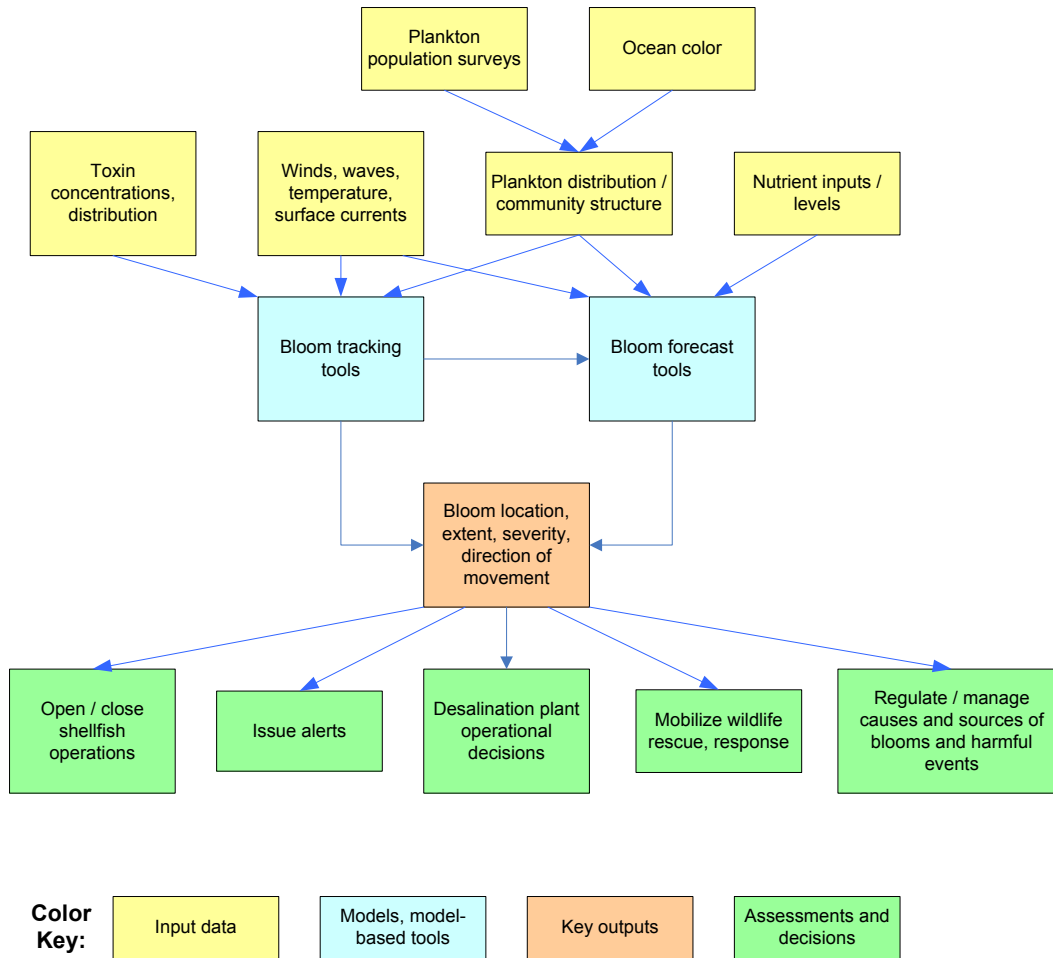 Plankton
population surveys
Ocean color
Toxin
concentrations,
distribution
Winds, waves,
temperature,
surface currents
Plankton distribution /
community structure
Nutrient inputs /
levels
Bloom tracking
tools
Bloom forecast
tools
Bloom location,
extent, severity,
direction of
movement
Open / close
shellfish
operations
Issue alerts
Desalination plant
operational
decisions
Mobilize wildlife
rescue, response
Regulate / manage
causes and sources of
blooms and harmful
events
Color
Key:
Input data
Models, model-
based tools
Key outputs
Assessments and
decisions